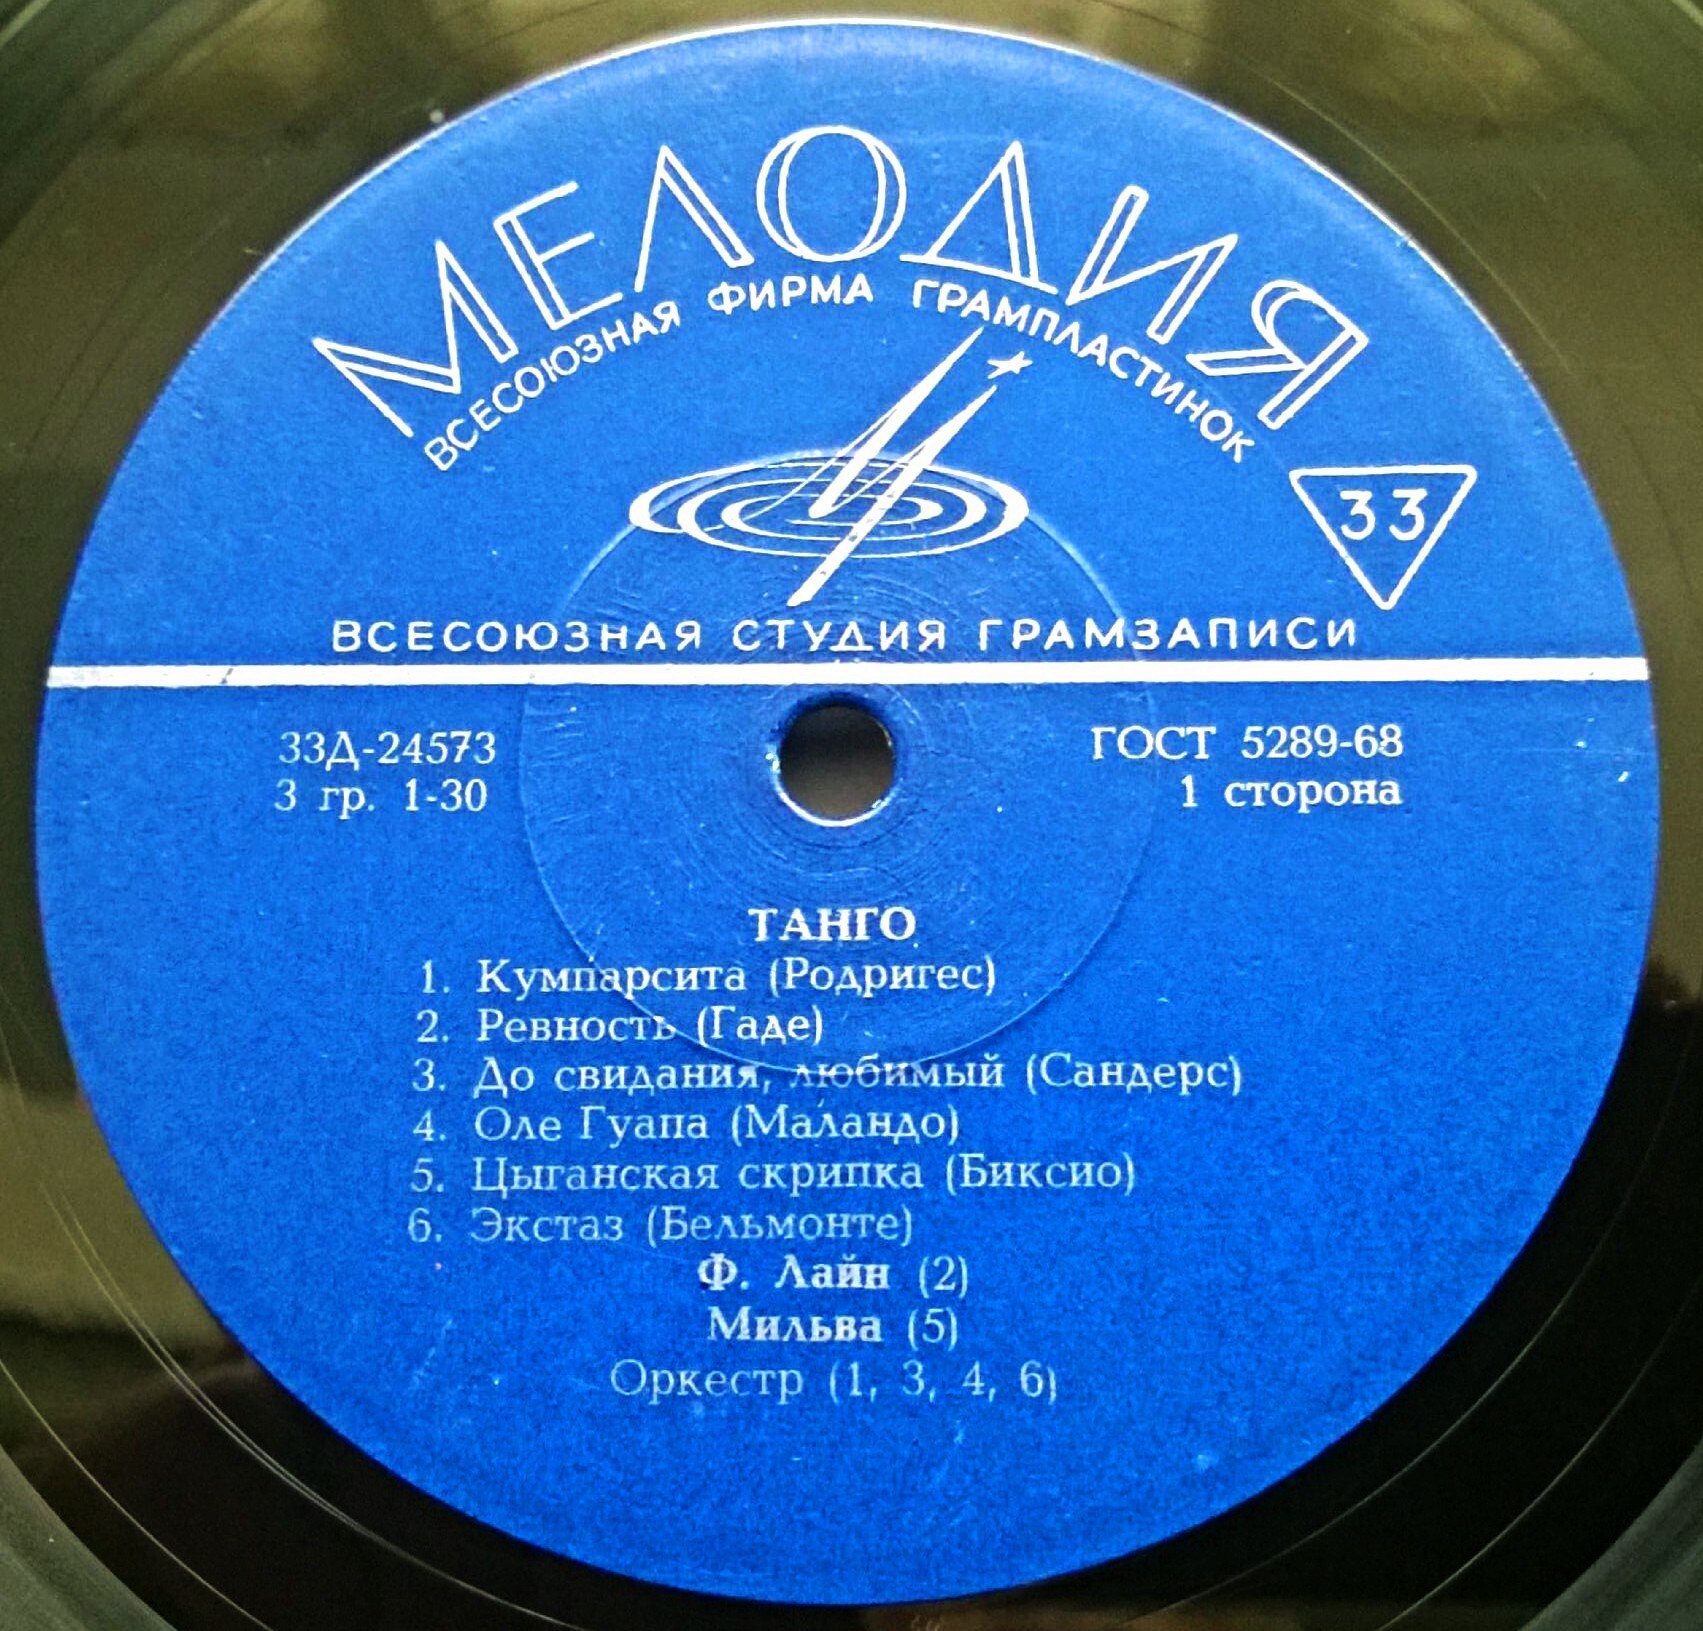 МЕЛОДИЯ
ВСЕСОЮЗНАЯ ФИРМА ГРАМПЛАСТИНОК
33
ВСЕСОЮЗНАЯ СТУДИЯ ГРАМЗАПИСИ
33Д-24573
3 гр. 1-30
ГОСТ 5289-68
1 сторона
ТАНГО
1. Кумпарсита (Родригес)
2. Ревность (Гаде)
3. До свидания, любимый (Сандерс)
4. Оле Гуапа (Маландо)
5. Цыганская скрипка (Биксио)
6. Экстаз (Бельмонте)
Ф. Лайн (2)
Мильва (5)
Оркестр (1, 3, 4, 6)